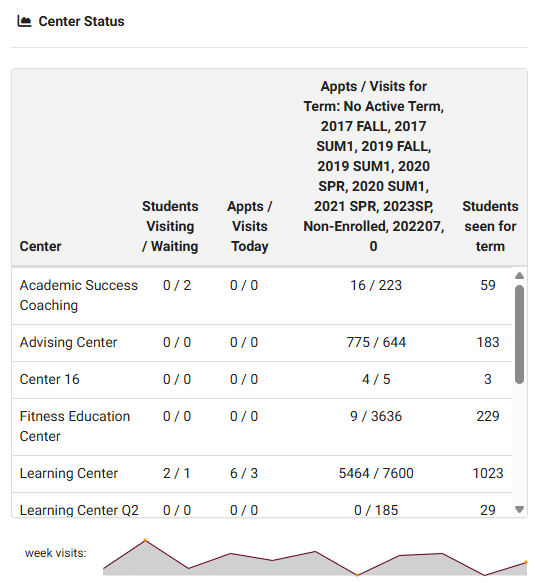 Center Status
Appts / Visits for
Term: No Active Term,
2017 FALL, 2017
SUM1, 2019 FALL,
2019 SUM1, 2020
SPR, 2020 SUM1,
Students Appts / 2021 SPR, 2023SP, Students
Visiting Visits Non-Enrolled, 202207, seen for
Center / Waiting Today 0 term
Academic Success 0 / 2 0 / 0 16 / 223 59
Coaching
Advising Center 0 / 0 0 / 0 775 / 644 183
Center 16 0 / 0 0 / 0 4 / 5 3
Fitness Education 0 / 0 0 / 0 9 / 3636 229
Center
Learning Center 2 / 1 6 / 3 5464 / 7600 1023
Learning Center Q2 0 / 0 0 / 0 0 / 185 29
week visits: